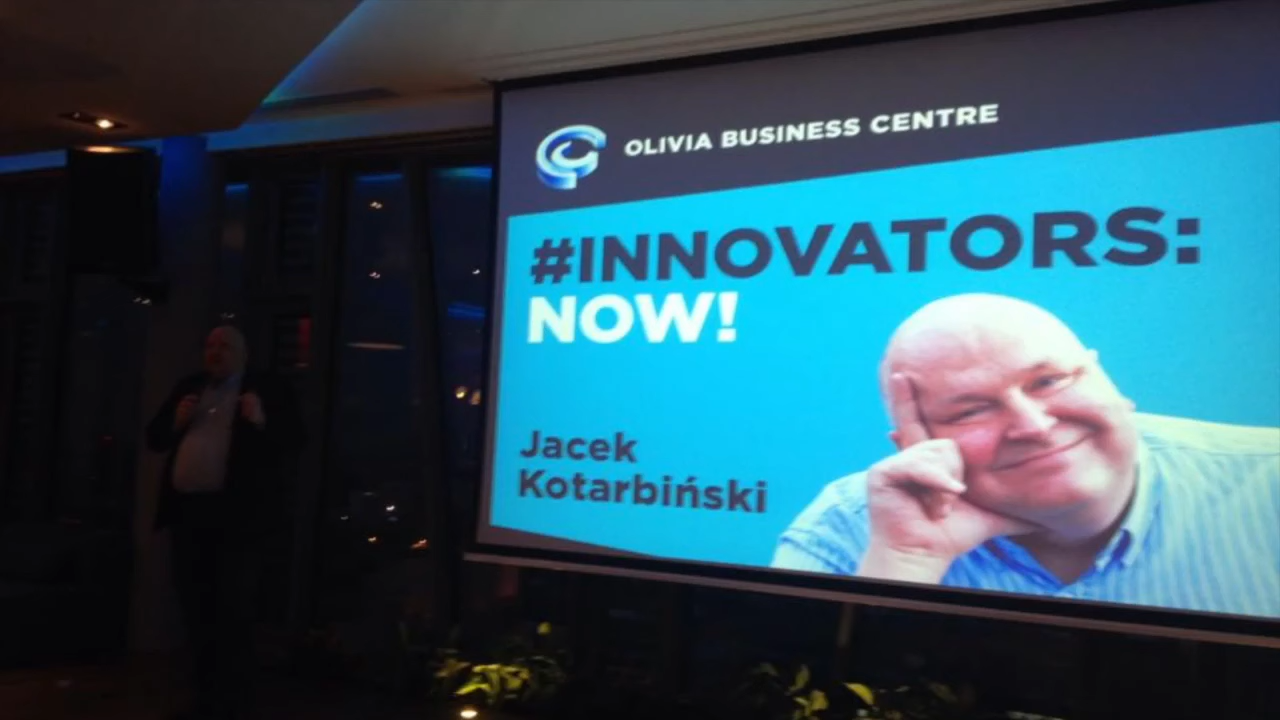 OLIVIA BUSINESS CENTRE
#INNOVATORS:
NOW!
Jacek
Kotarbiński